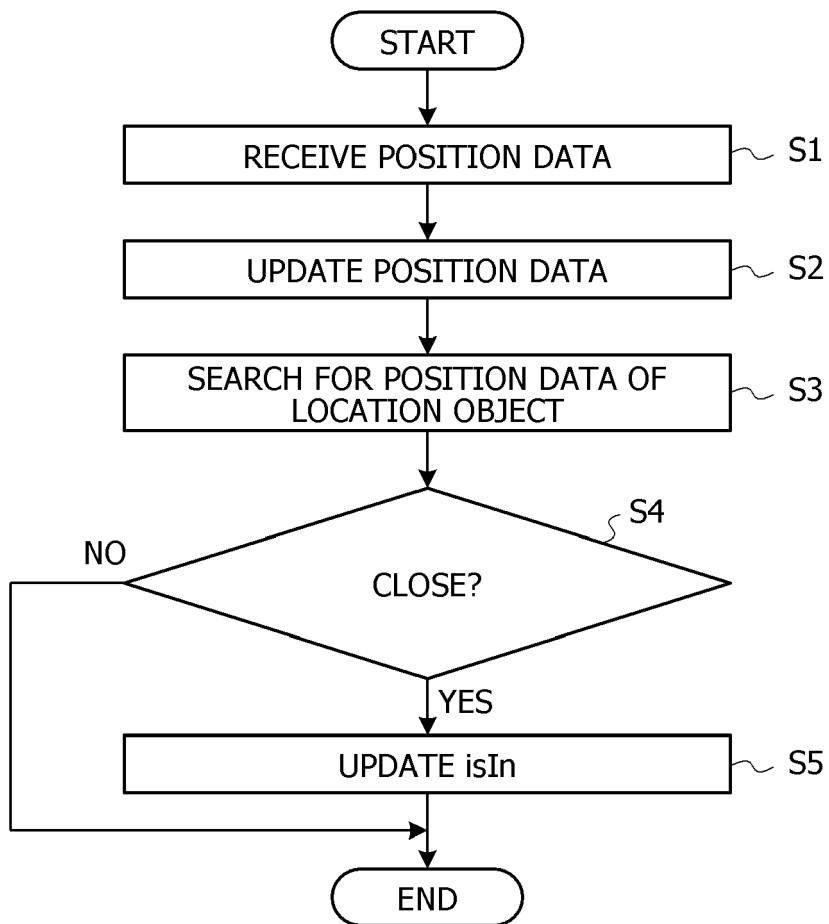 START
RECEIVE POSITION DATA
S1
UPDATE POSITION DATA
S2
SEARCH FOR POSITION DATA OF
LOCATION OBJECT
S3
S4
NO
CLOSE?
YES
UPDATE isIn
S5
END